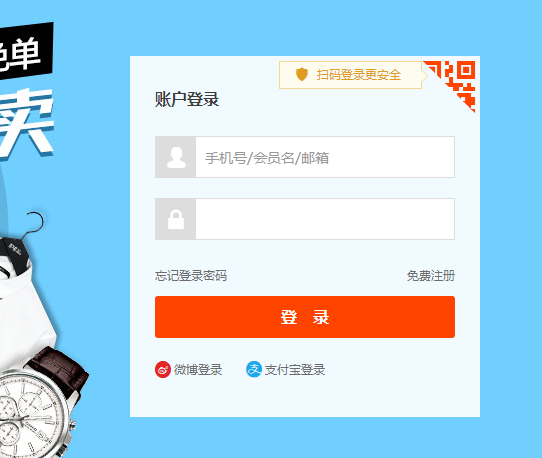 免单
卖
扫码登录更安全
账户登录
手机号/会员名/邮箱
忘记登录密码
免费注册
登 录
微博登录
支付宝登录